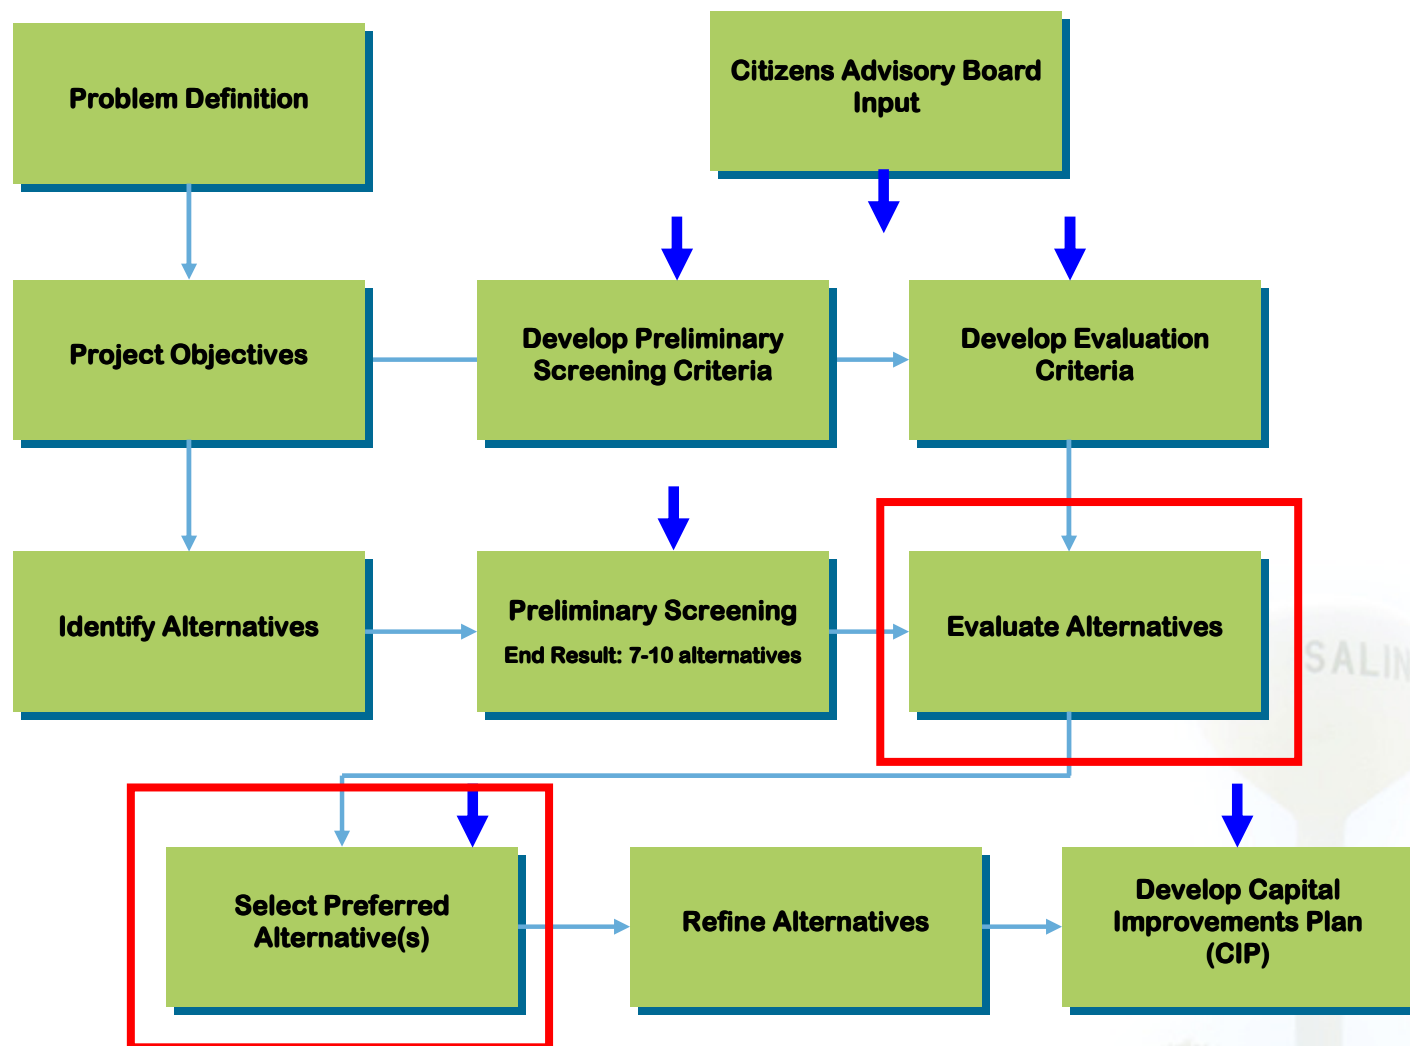 Problem Definition
Citizens Advisory Board
Input
Project Objectives
Develop Preliminary
Screening Criteria
Develop Evaluation
Criteria
Identify Alternatives
Preliminary Screening
End Result: 7-10 alternatives
Evaluate Alternatives
SALIN
Select Preferred
Alternative(s)
Refine Alternatives
Develop Capital
Improvements Plan
(CIP)